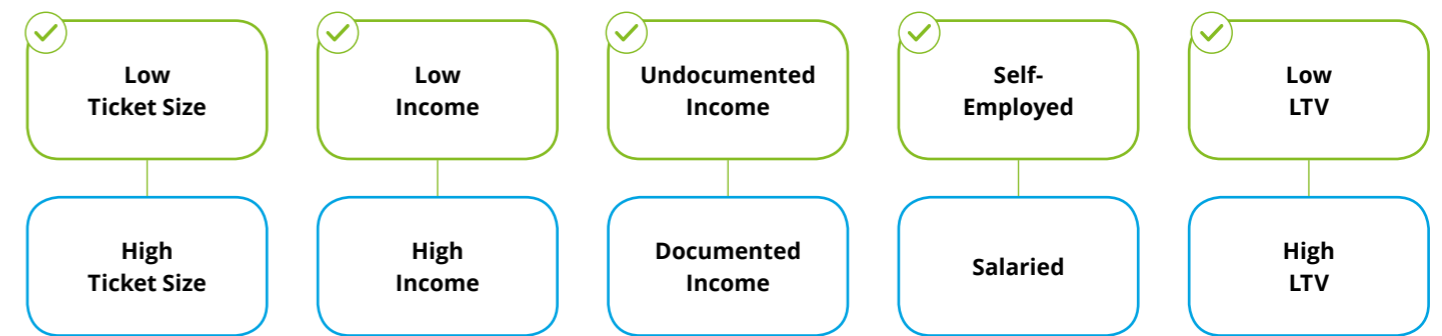 Low
Ticket Size
Low
Income
Undocumented
Income
Self-
Employed
Low
LTV
High
Ticket Size
High
Income
Documented
Income
Salaried
High
LTV